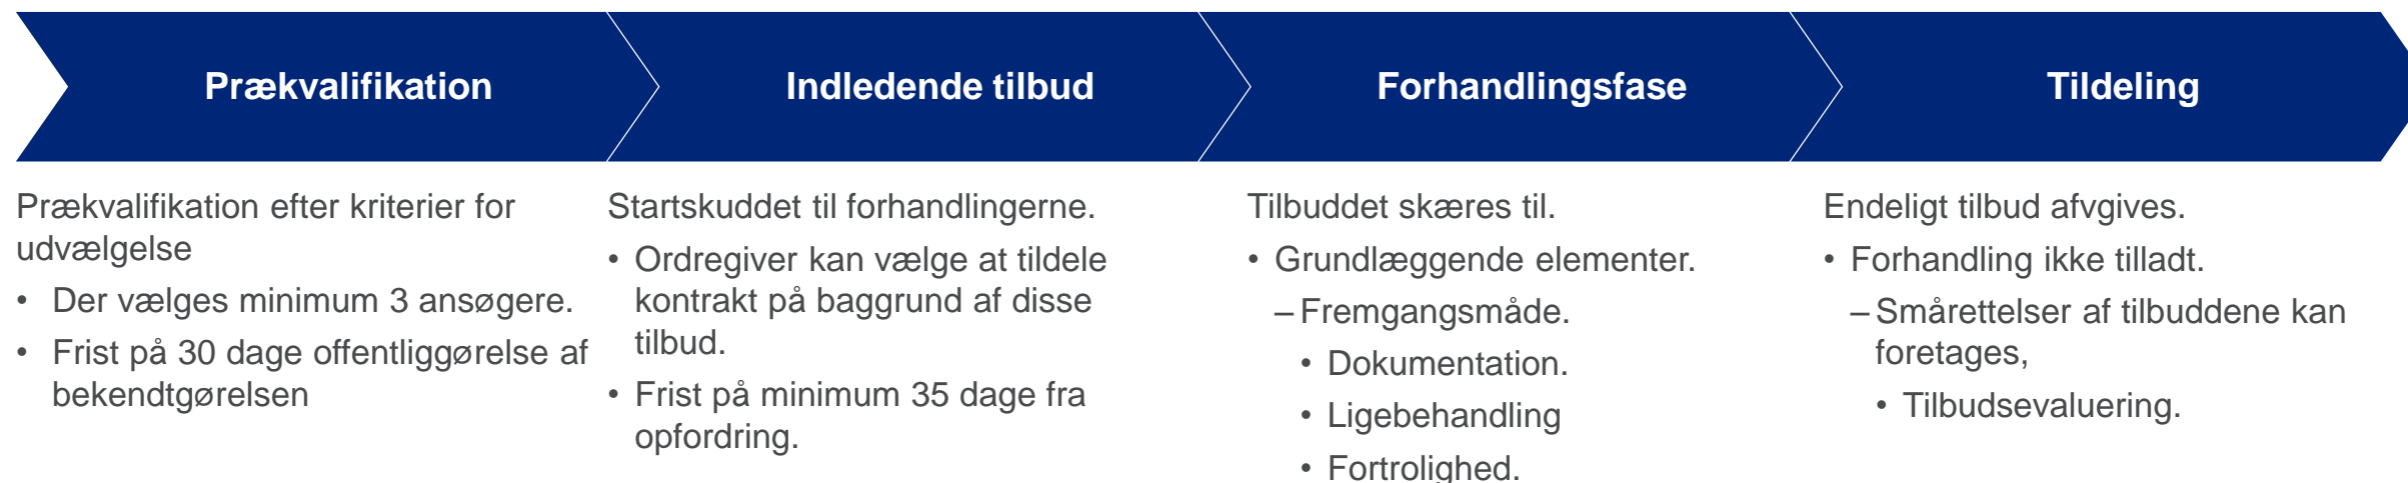 Prækvalifikation
Indledende tilbud
Forhandlingsfase
Tildeling
Prækvalifikation efter kriterier for
udvælgelse
• Der vælges minimum 3 ansøgere.
• Frist på 30 dage offentliggørelse af
bekendtgørelsen
Startskuddet til forhandlingerne.
• Ordregiver kan vælge at tildele
kontrakt på baggrund af disse
tilbud.
• Frist på minimum 35 dage fra
opfordring.
Tilbuddet skæres til.
• Grundlæggende elementer.
– Fremgangsmåde.
• Dokumentation.
• Ligebehandling
• Fortrolighed.
Endeligt tilbud afvgives.
• Forhandling ikke tilladt.
– Smårettelser af tilbuddene kan
foretages,
• Tilbudsevaluering.